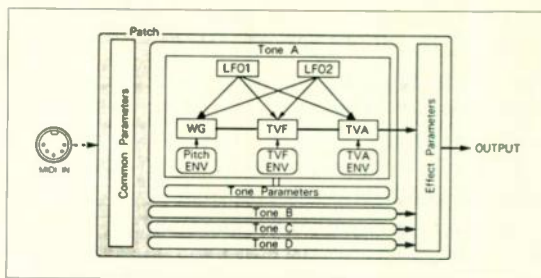 Patch
Tone A
LFO1
LFO2
WG
TVF
TVA
Pitch
ENV
TVF
ENV
TVA
ENV
Tone Parameters
Tone B
Tone C
Tone D
Common Parameters
Effect Parameters
MIDI IN
OUTPUT